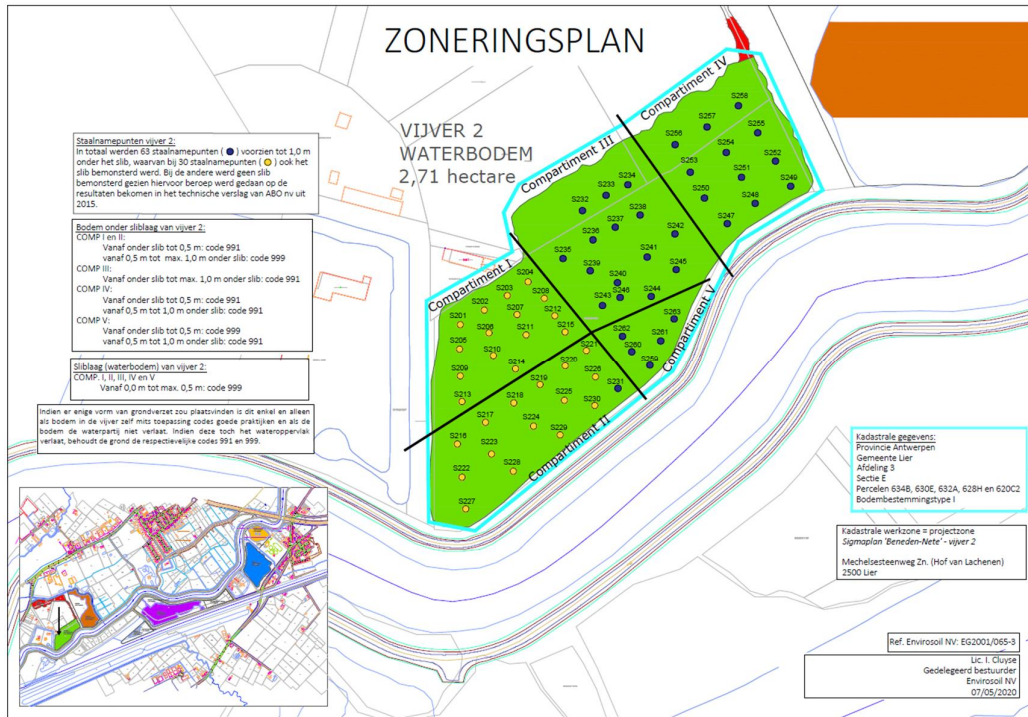 ZONERINGSPLAN
VIJVER 2
WATERBODEM
2,71 hectare
Staalnamepunten vijver 2:
In totaal werden 63 staalnamepunten ( ) voorzien tot 1,0 m
onder het slib, waarvan bij 30 staalnamepunten ( ) ook het
slib bemonsterd werd. Bij de andere werd geen slib
bemonsterd gezien hiervoor beroep werd gedaan op de
resultaten bekomen in het technische verslag van ABO nv uit
2015.
Bodem onder sliblaag van vijver 2:
COMP I en II:
Vanaf onder slib tot 0,5 m: code 991
vanaf 0,5 m tot max. 1,0 m onder slib: code 999
COMP III:
Vanaf onder slib tot max. 1,0 m onder slib: code 991
COMP IV:
Vanaf onder slib tot 0,5 m: code 991
vanaf 0,5 m tot 1,0 m onder slib: code 991
COMP V:
Vanaf onder slib tot 0,5 m: code 999
vanaf 0,5 m tot 1,0 m onder slib: code 991
Sliblaag (waterbodem) van vijver 2:
COMP. I, II, III, IV en V
Vanaf 0,0 m tot max. 0,5 m: code 999
Indien er enige vorm van grondverzet zou plaatsvinden is dit enkel en alleen
als bodem in de vijver zelf mits toepassing codes goede praktijken en als de
bodem de waterpartij niet verlaat. Indien deze toch het wateroppervlak
verlaat, behoudt de grond de respectievelijke codes 991 en 999.
Compartiment IV
Compartiment III
Compartiment I
Compartiment V
Compartiment II
S258
S257
S255
S256
S254
S252
S253
S251
S249
S250
S248
S247
S234
S233
S232
S238
S237
S236
S242
S235
S241
S239
S245
S240
S246
S244
S243
S263
S262
S261
S260
S259
S231
S204
S203
S208
S202
S207
S212
S201
S206
S211
S215
S205
S210
S214
S209
S213
S221
S220
S226
S219
S225
S230
S218
S224
S229
S217
S223
S228
S216
S222
S227
Kadastrale gegevens:
Provincie Antwerpen
Gemeente Lier
Afdeling 3
Sectie E
Percelen 634B, 630E, 632A, 628H en 620C2
Bodembestemmingstype I
Kadastrale werkzone = projectzone
Sigmaplan 'Beneden-Nete' - vijver 2
Mechelsesteenweg Zn. (Hof van Lachenen)
2500 Lier
Ref. Envirosoil NV: EG2001/065-3
Lic. I. Cluyse
Gedelegeerd bestuurder
Envirosoil NV
07/05/2020